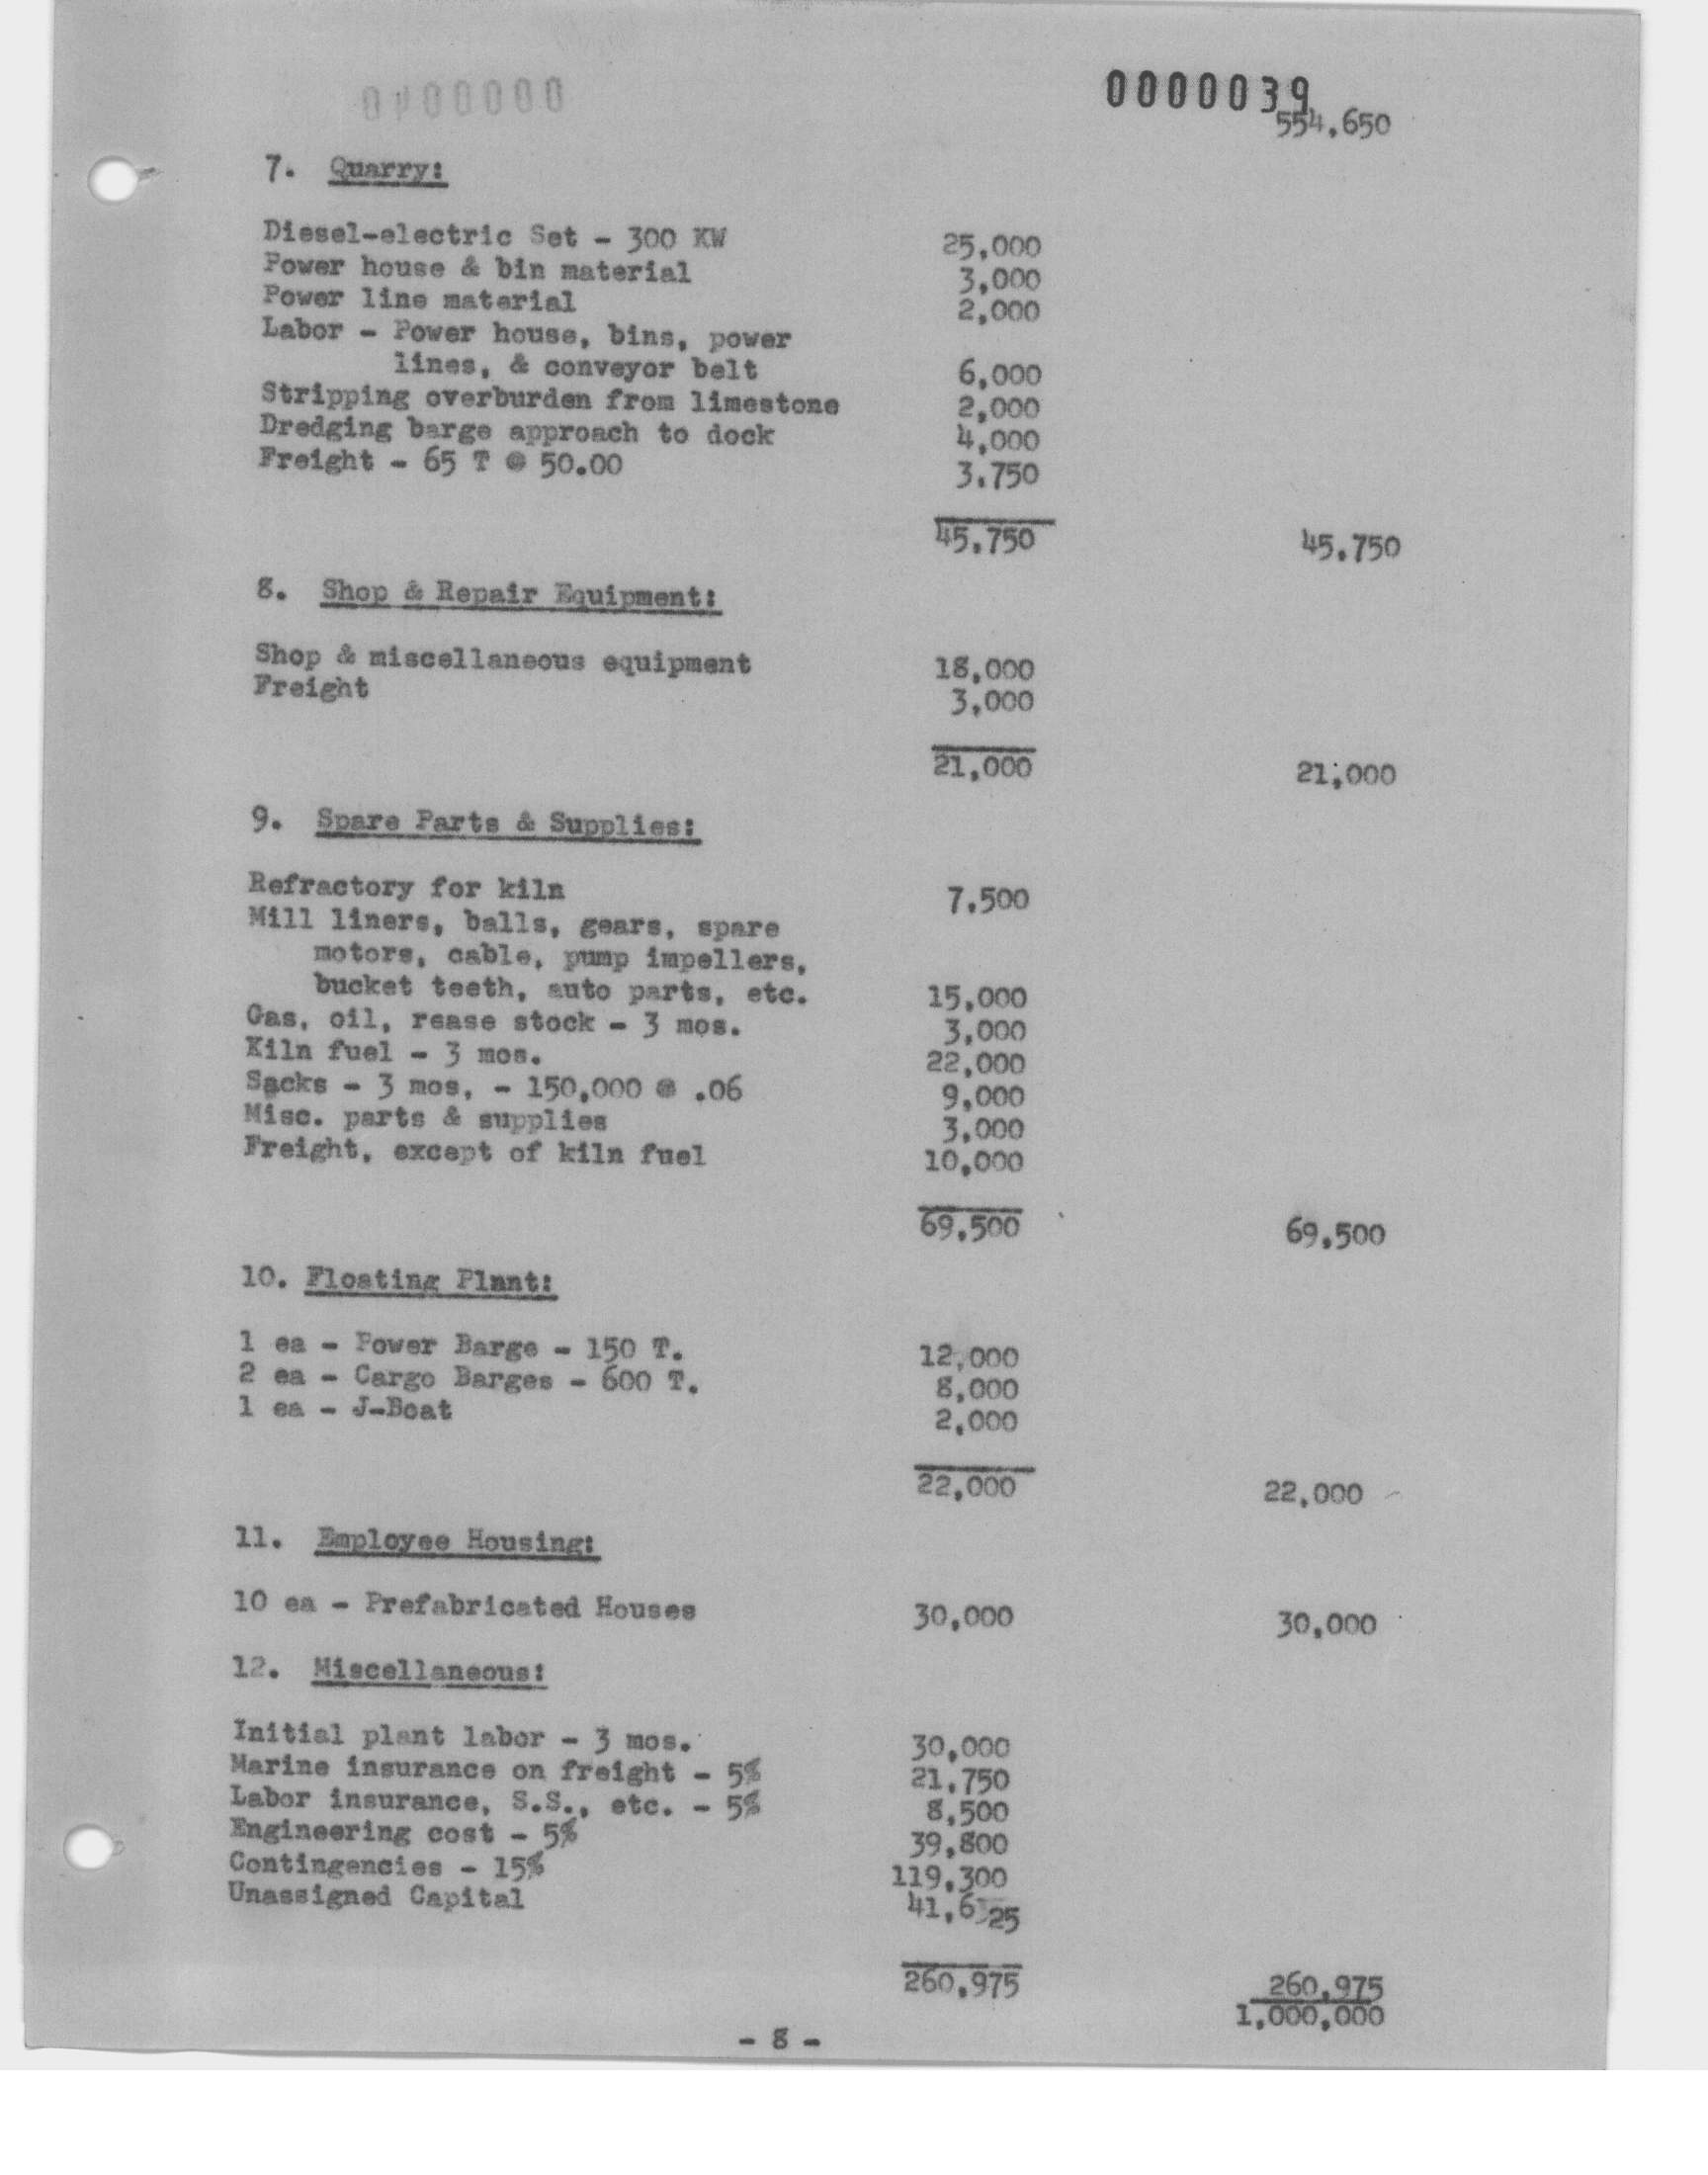 0000000
0000039
554,650
7. Quarry:
Diesel-electric Set - 300 KW 25,000
Power house & bin material 3,000
Power line material 2,000
Labor - Power house, bins, power
lines, & conveyor belt 6,000
Stripping overburden from limestone 2,000
Dredging barge approach to dock 4,000
Freight - 65 T @ 50.00 3,750
45,750 45,750
8. Shop & Repair Equipment:
Shop & miscellaneous equipment 18,000
Freight 3,000
21,000 21,000
9. Spare Parts & Supplies:
Refractory for kiln 7,500
Mill liners, balls, gears, spare
motors, cable, pump impellers,
bucket teeth, auto parts, etc. 15,000
Gas, oil, rease stock - 3 mos. 3,000
Kiln fuel - 3 mos. 22,000
Sacks - 3 mos. - 150,000 @ .06 9,000
Misc. parts & supplies 3,000
Freight, except of kiln fuel 10,000
69,500 69,500
10. Floating Plant:
1 ea - Power Barge - 150 T. 12,000
2 ea - Cargo Barges - 600 T. 8,000
1 ea - J-Boat 2,000
22,000 22,000
11. Employee Housing:
10 ea - Prefabricated Houses 30,000 30,000
12. Miscellaneous:
Initial plant labor - 3 mos. 30,000
Marine insurance on freight - 5% 21,750
Labor insurance, S.S., etc. - 5% 8,500
Engineering cost - 5% 39,800
Contingencies - 15% 119,300
Unassigned Capital 41,625
260,975 260,975
1,000,000
- 8 -